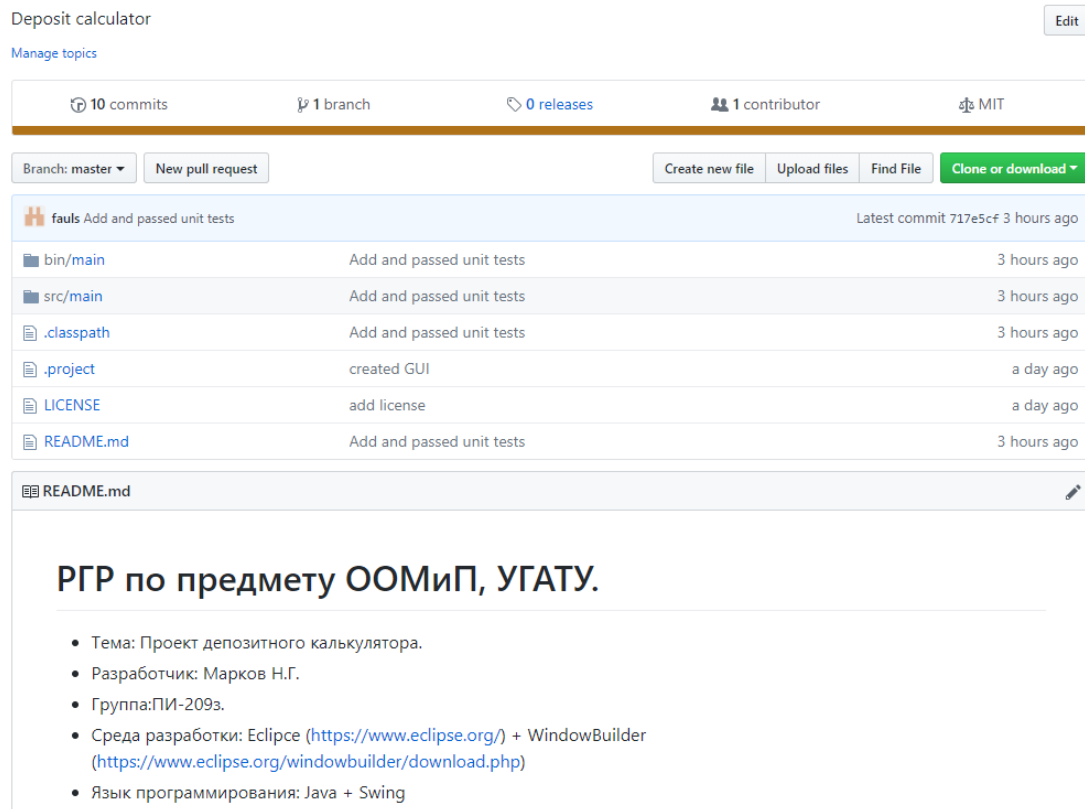 Deposit calculator
Edit
Manage topics
10 commits 1 branch 0 releases 1 contributor MIT
Branch: master New pull request Create new file Upload files Find File Clone or download
fauls Add and passed unit tests Latest commit 717e5cf 3 hours ago
bin/main Add and passed unit tests 3 hours ago
src/main Add and passed unit tests 3 hours ago
.classpath Add and passed unit tests 3 hours ago
.project created GUI a day ago
LICENSE add license a day ago
README.md Add and passed unit tests 3 hours ago
README.md
РГР по предмету ООМиП, УГАТУ.
Тема: Проект депозитного калькулятора.
Разработчик: Марков Н.Г.
Группа:ПИ-209з.
Среда разработки: Eclipce (https://www.eclipse.org/) + WindowBuilder
(https://www.eclipse.org/windowbuilder/download.php)
Язык программирования: Java + Swing